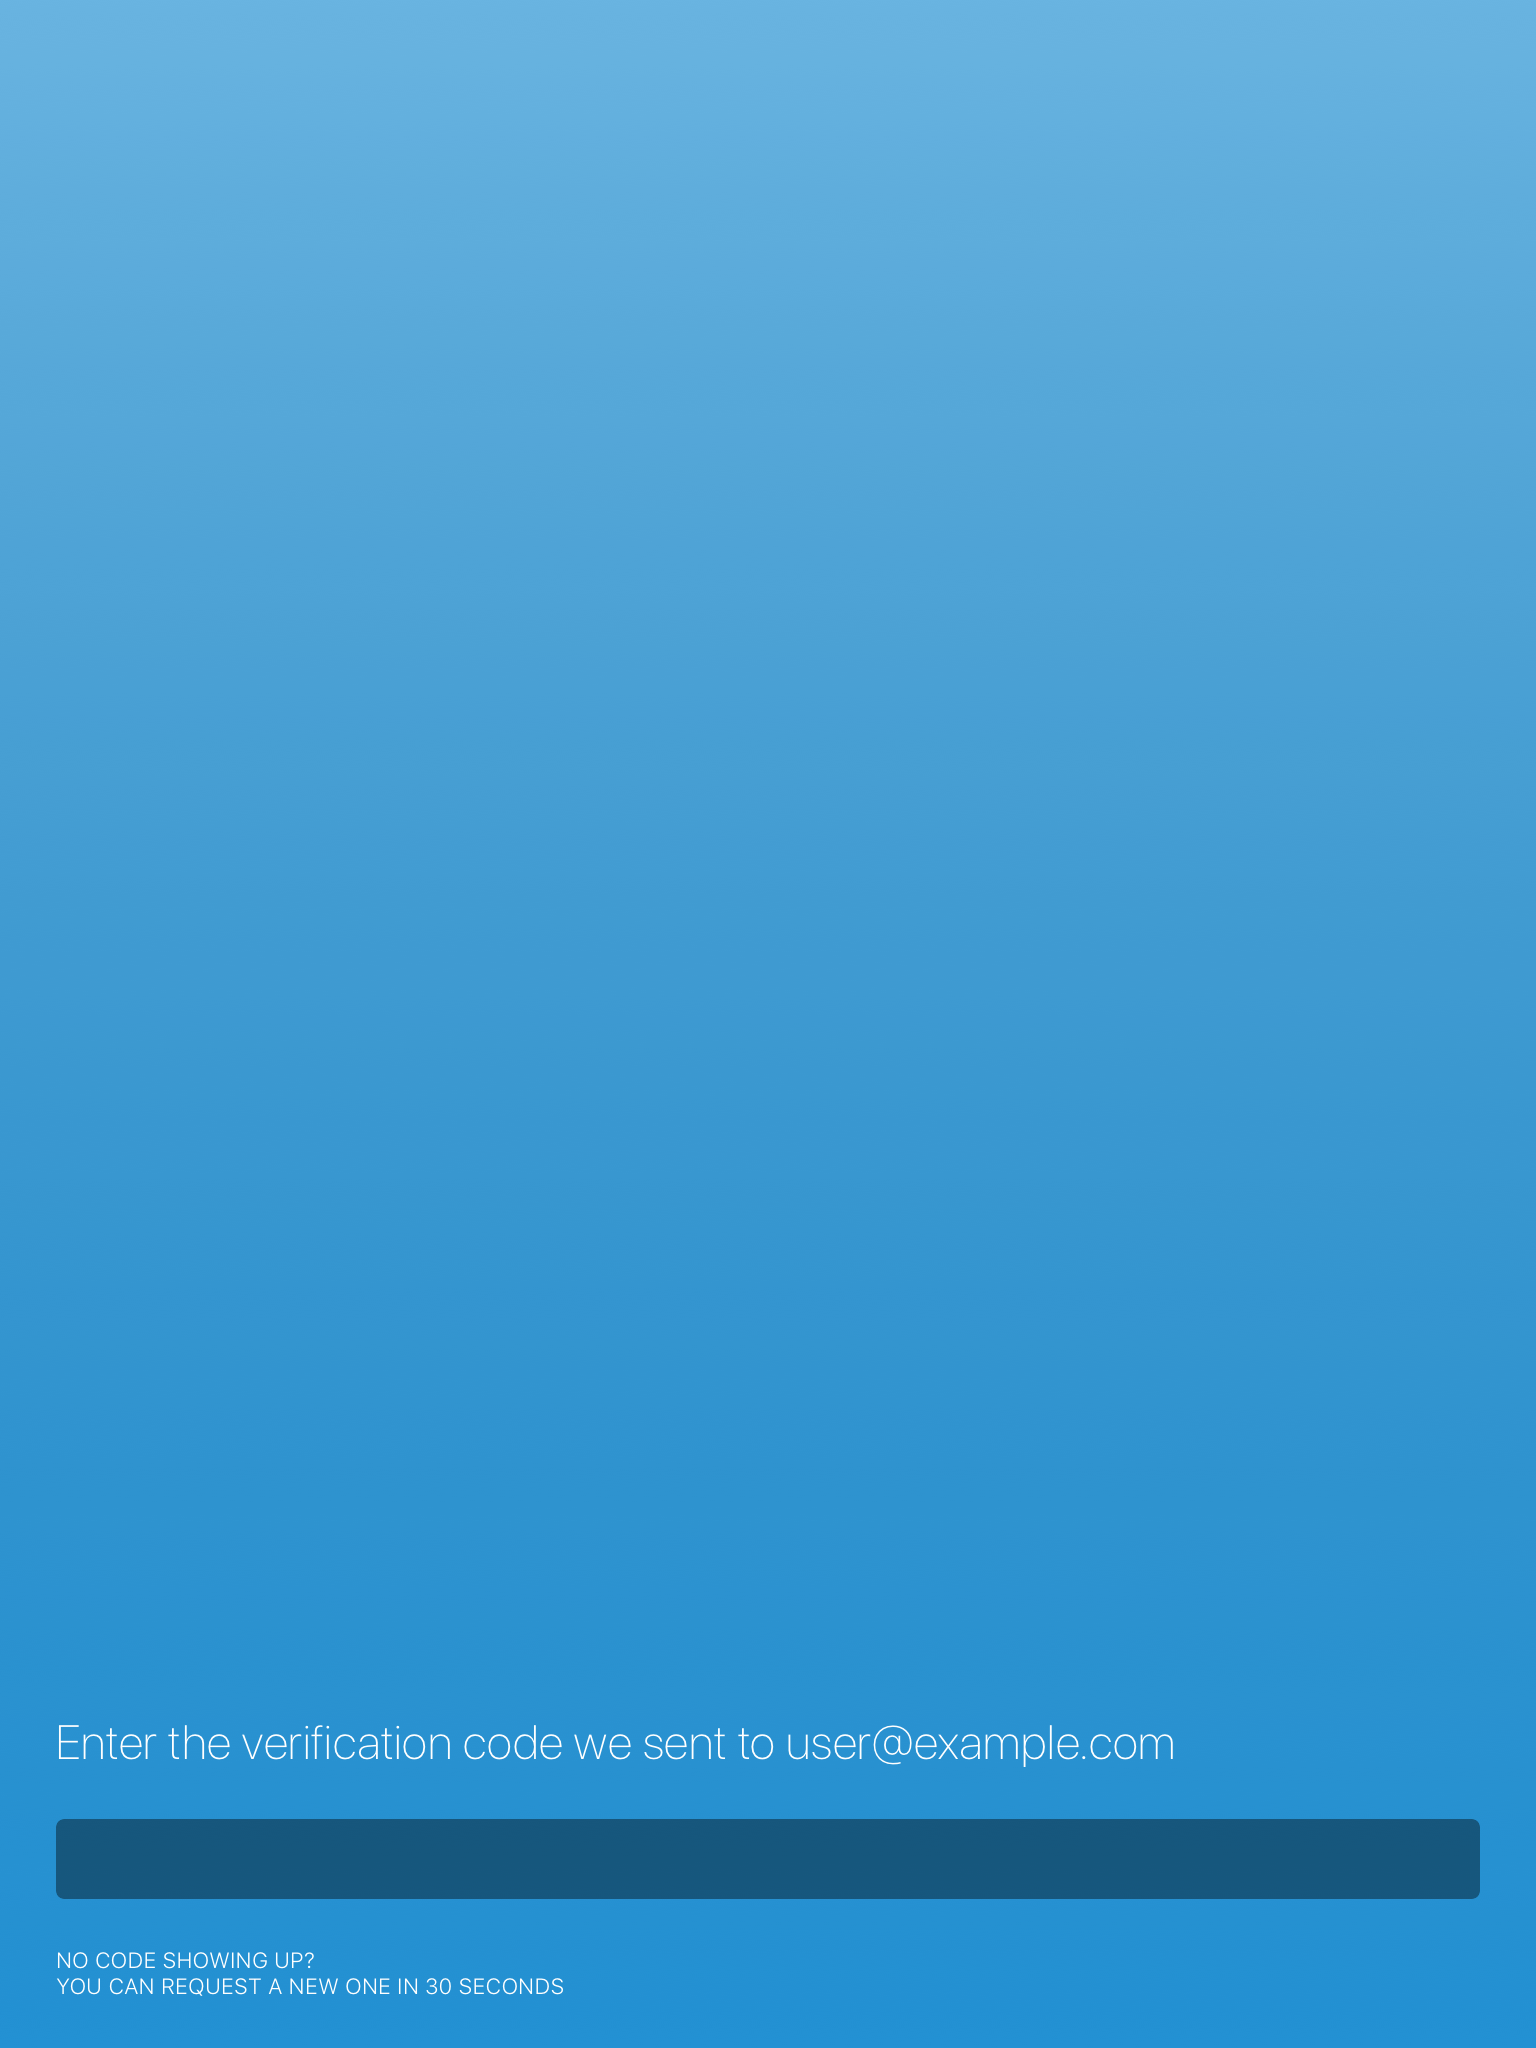 Enter the verification code we sent to user@example.com
NO CODE SHOWING UP?
YOU CAN REQUEST A NEW ONE IN 30 SECONDS